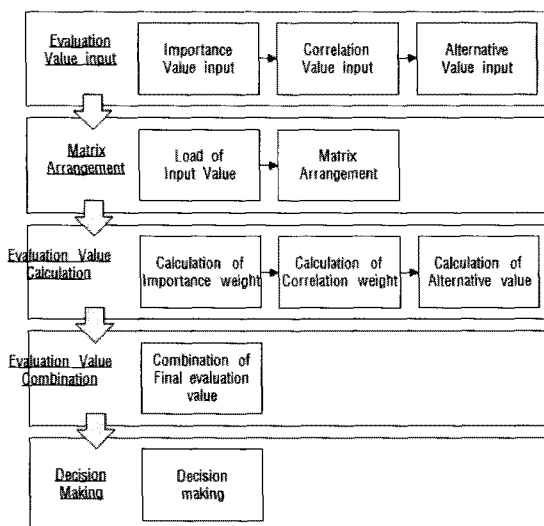 Evaluation
Value input
Importance
Value input
Correlation
Value input
Alternative
Value input
Matrix
Arrangement
Load of
Input Value
Matrix
Arrangement
Evaluation Value
Calculation
Calculation of
Importance weight
Calculation of
Correlation weight
Calculation of
Alternative value
Evaluation Value
Combination
Combination of
Final evaluation
value
Decision
Making
Decision
making